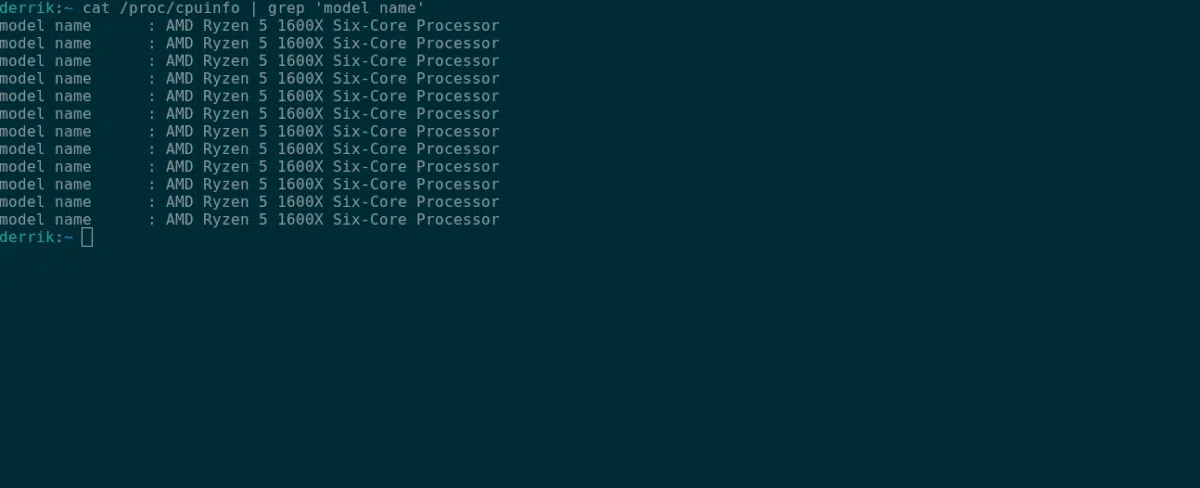 derrik:~ cat /proc/cpuinfo | grep 'model name'
model name      : AMD Ryzen 5 1600X Six-Core Processor
model name      : AMD Ryzen 5 1600X Six-Core Processor
model name      : AMD Ryzen 5 1600X Six-Core Processor
model name      : AMD Ryzen 5 1600X Six-Core Processor
model name      : AMD Ryzen 5 1600X Six-Core Processor
model name      : AMD Ryzen 5 1600X Six-Core Processor
model name      : AMD Ryzen 5 1600X Six-Core Processor
model name      : AMD Ryzen 5 1600X Six-Core Processor
model name      : AMD Ryzen 5 1600X Six-Core Processor
model name      : AMD Ryzen 5 1600X Six-Core Processor
model name      : AMD Ryzen 5 1600X Six-Core Processor
model name      : AMD Ryzen 5 1600X Six-Core Processor
derrik:~